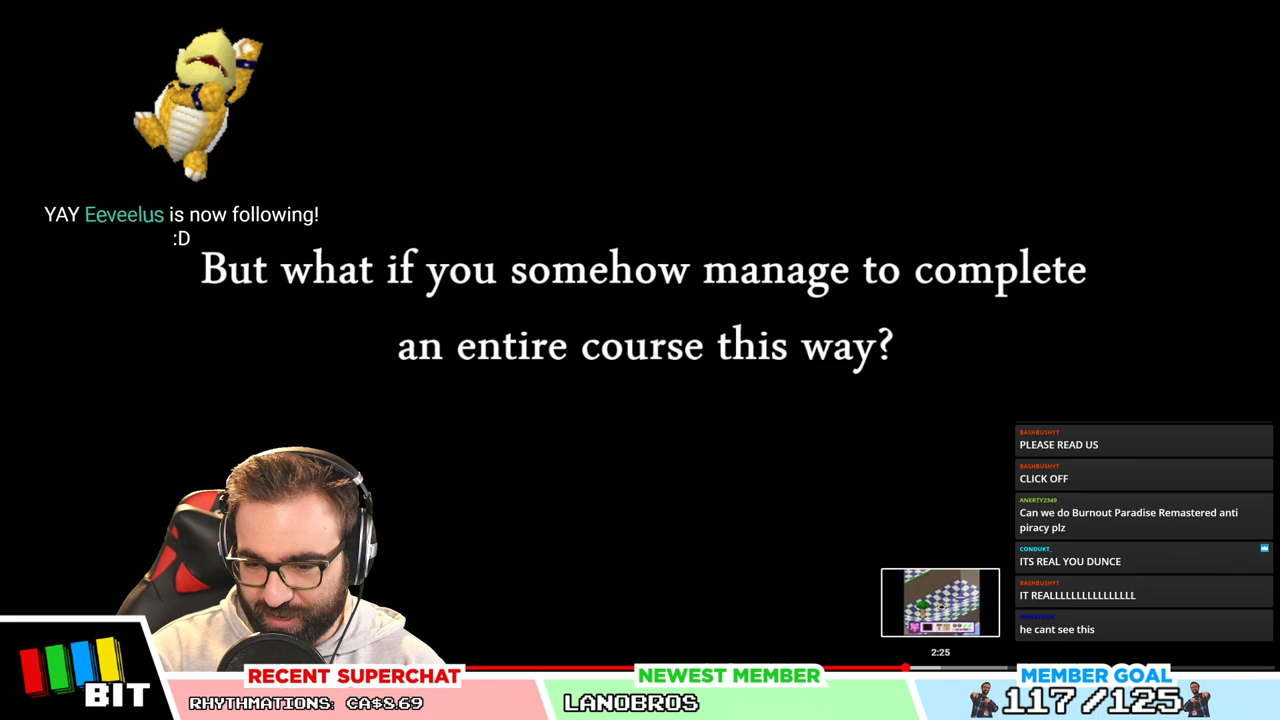 YAY Eeveelus is now following!
:D
But what if you somehow manage to complete
an entire course this way?
BASHBUSHYT
PLEASE READ US
BASHBUSHYT
CLICK OFF
ANERTY2349
Can we do Burnout Paradise Remastered anti
piracy plz
CONDUKT_
ITS REAL YOU DUNCE
BASHBUSHYT
IT REALLLLLLLLLLLLLLLL
he cant see this
2:25
BIT
RECENT SUPERCHAT
RHYTHMATIONS: CA$8.69
NEWEST MEMBER
LANOBROS
MEMBER GOAL
117/125